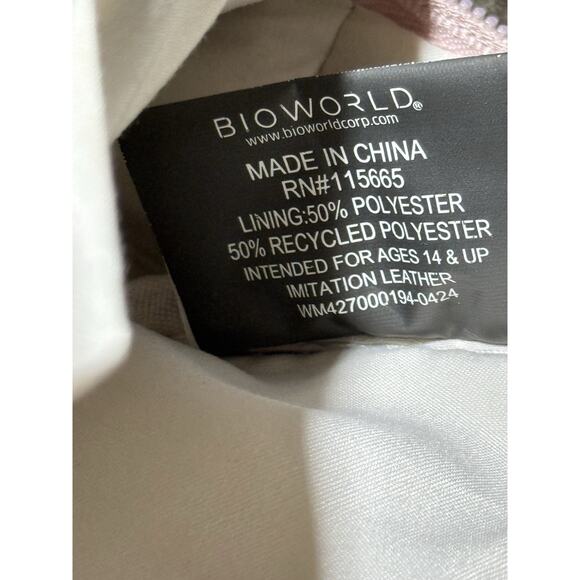 BIOWORLD®
www.bioworldcorp.com
MADE IN CHINA
RN#115665
LINING:50% POLYESTER
50% RECYCLED POLYESTER
INTENDED FOR AGES 14 & UP
IMITATION LEATHER
WM427000194-0424